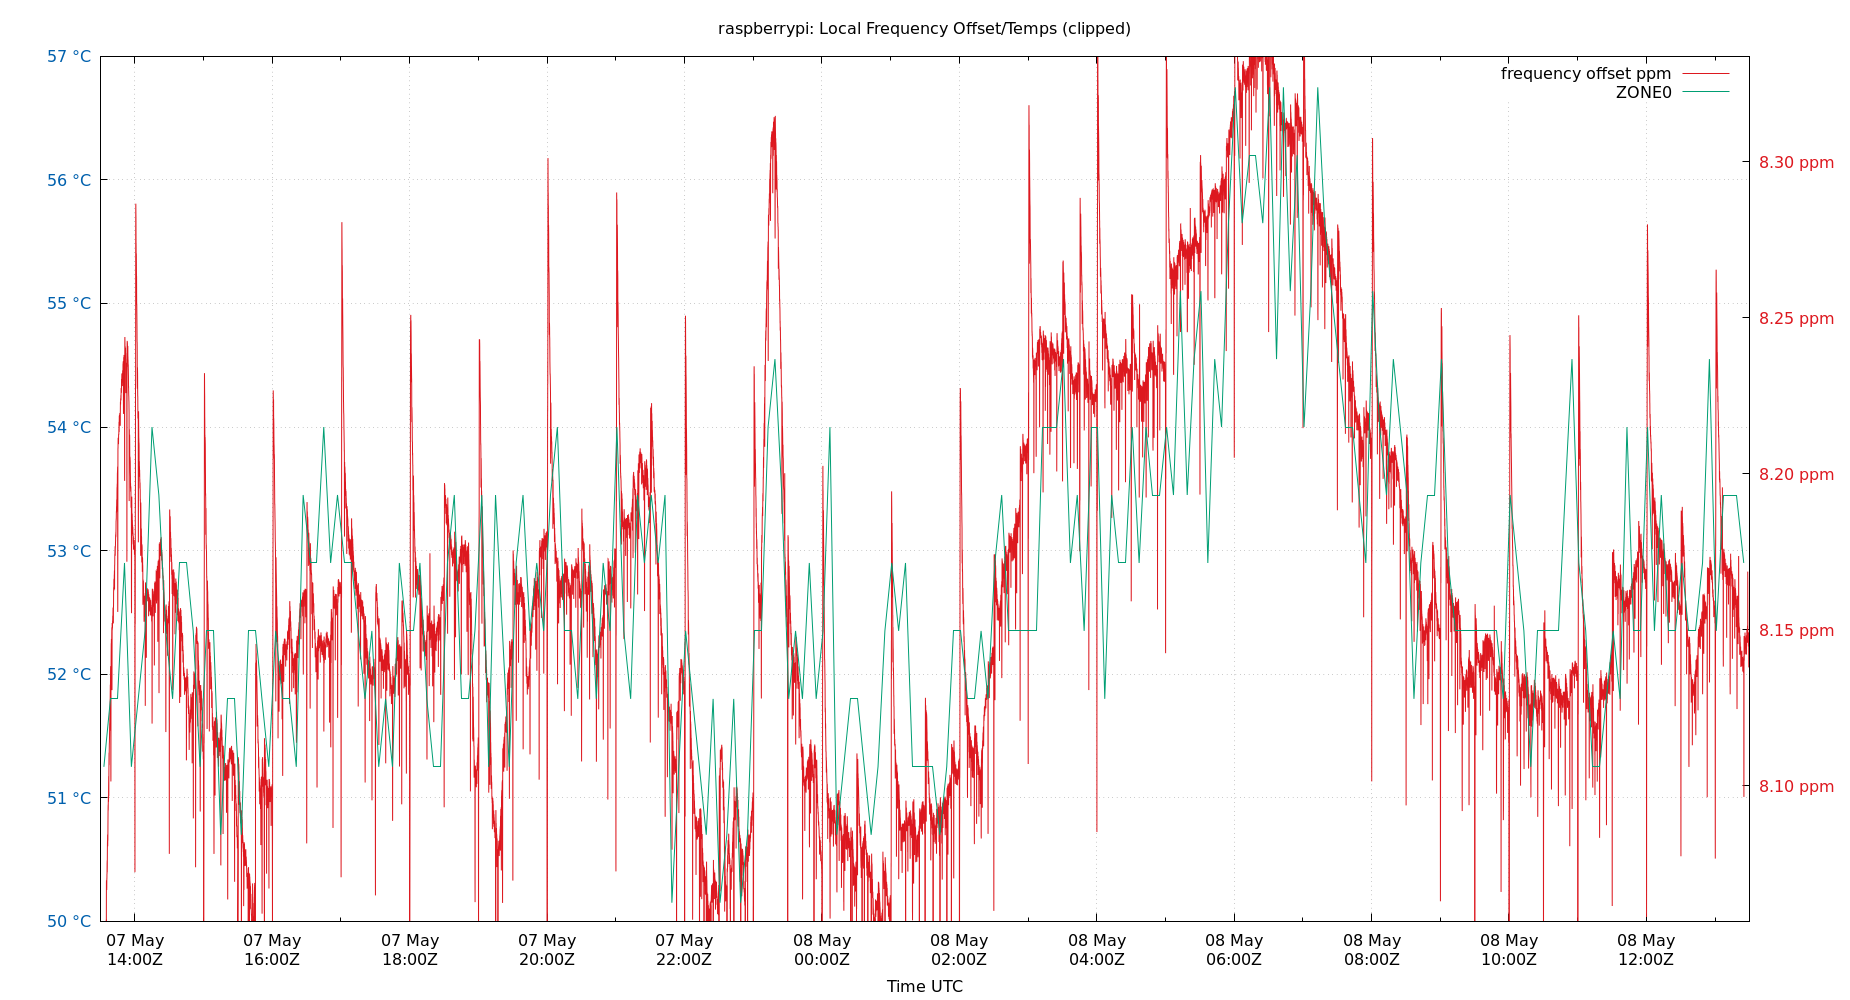 raspberrypi: Local Frequency Offset/Temps (clipped)
57 °C
56 °C
55 °C
54 °C
53 °C
52 °C
51 °C
50 °C
frequency offset ppm
ZONE0
8.30 ppm
8.25 ppm
8.20 ppm
8.15 ppm
8.10 ppm
07 May
14:00Z
07 May
16:00Z
07 May
18:00Z
07 May
20:00Z
07 May
22:00Z
08 May
00:00Z
08 May
02:00Z
08 May
04:00Z
08 May
06:00Z
08 May
08:00Z
08 May
10:00Z
08 May
12:00Z
Time UTC